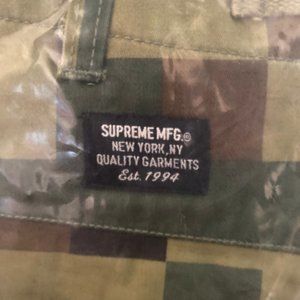 SUPREME MFG.©
NEW YORK, NY
QUALITY GARMENTS
Est. 1994